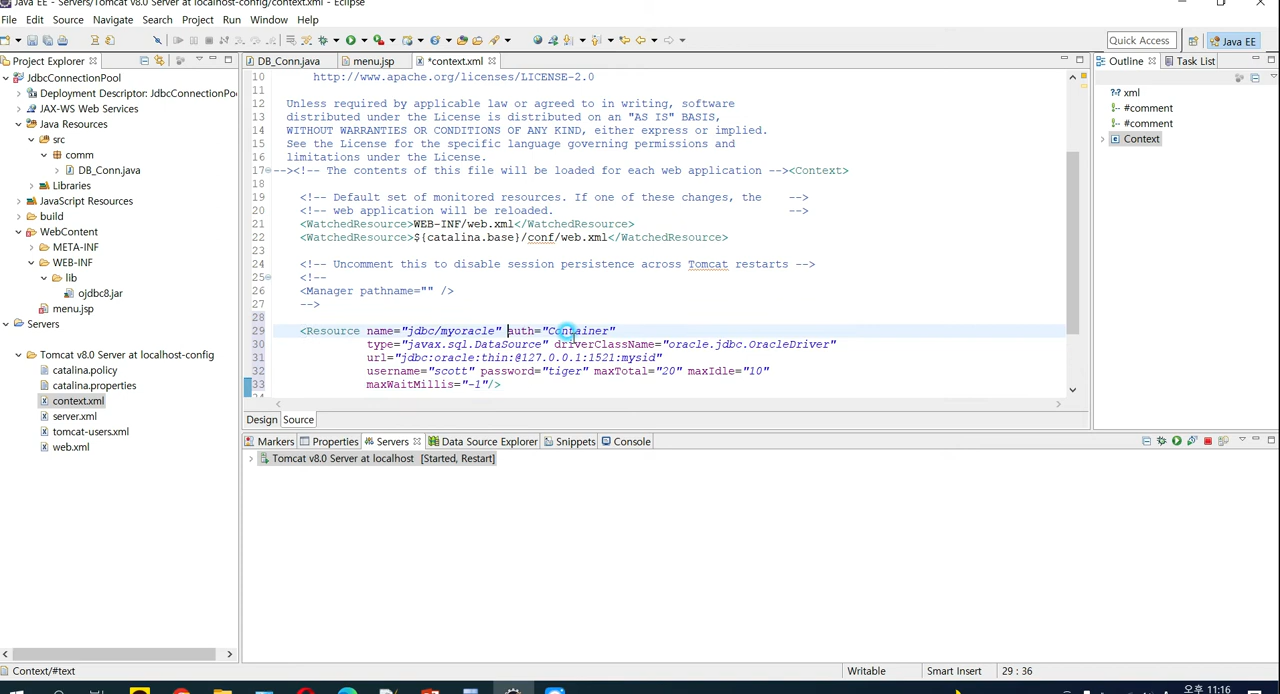 Java EE - Servers/Tomcat v8.0 Server at localhost-config/context.xml - Eclipse
File Edit Source Navigate Search Project Run Window Help
Quick Access Java EE
Project Explorer
DB_Conn.java menu.jsp *context.xml
Outline Task List
JdbcConnectionPool
Deployment Descriptor: JdbcConnectionPo
JAX-WS Web Services
Java Resources
src
comm
DB_Conn.java
Libraries
JavaScript Resources
build
WebContent
META-INF
WEB-INF
lib
ojdbc8.jar
menu.jsp
Servers
Tomcat v8.0 Server at localhost-config
catalina.policy
catalina.properties
context.xml
server.xml
tomcat-users.xml
web.xml
10 http://www.apache.org/licenses/LICENSE-2.0
11
12 Unless required by applicable law or agreed to in writing, software
13 distributed under the License is distributed on an "AS IS" BASIS,
14 WITHOUT WARRANTIES OR CONDITIONS OF ANY KIND, either express or implied.
15 See the License for the specific language governing permissions and
16 limitations under the License.
17 --><!-- The contents of this file will be loaded for each web application --><Context>
18
19 <!-- Default set of monitored resources. If one of these changes, the -->
20 <!-- web application will be reloaded. -->
21 <WatchedResource>WEB-INF/web.xml</WatchedResource>
22 <WatchedResource>${catalina.base}/conf/web.xml</WatchedResource>
23
24 <!-- Uncomment this to disable session persistence across Tomcat restarts -->
25 <!--
26 <Manager pathname="" />
27 -->
28
29 <Resource name="jdbc/myoracle" auth="Container"
30 type="javax.sql.DataSource" driverClassName="oracle.jdbc.OracleDriver"
31 url="jdbc:oracle:thin:@127.0.0.1:1521:mysid"
32 username="scott" password="tiger" maxTotal="20" maxIdle="10"
33 maxWaitMillis="-1"/>
xml
#comment
#comment
Context
Design Source
Markers Properties Servers Data Source Explorer Snippets Console
Tomcat v8.0 Server at localhost [Started, Restart]
Context/#text
Writable Smart Insert 29 : 36
오후 11:16